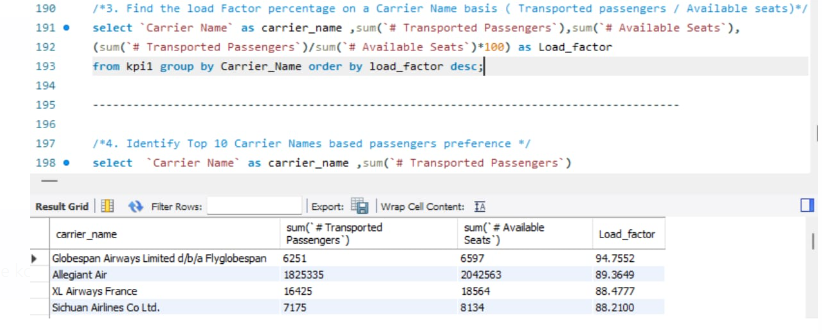 190 /*3. Find the load Factor percentage on a Carrier Name basis ( Transported passengers / Available seats)*/
191 select `Carrier Name` as carrier_name ,sum(`# Transported Passengers`),sum(`# Available Seats`),
192 (sum(`# Transported Passengers`)/sum(`# Available Seats`)*100) as Load_factor
193 from kpi1 group by Carrier_Name order by load_factor desc;
194
195 ----------------------------------------------------------------------------------------
196
197 /*4. Identify Top 10 Carrier Names based passengers preference */
198 select `Carrier Name` as carrier_name ,sum(`# Transported Passengers`)
Result Grid Filter Rows: Export: Wrap Cell Content: IA
carrier_name sum(`# Transported Passengers`) sum(`# Available Seats`) Load_factor
Globespan Airways Limited d/b/a Flyglobespan 6251 6597 94.7552
Allegiant Air 1825335 2042563 89.3649
XL Airways France 16425 18564 88.4777
Sichuan Airlines Co Ltd. 7175 8134 88.2100